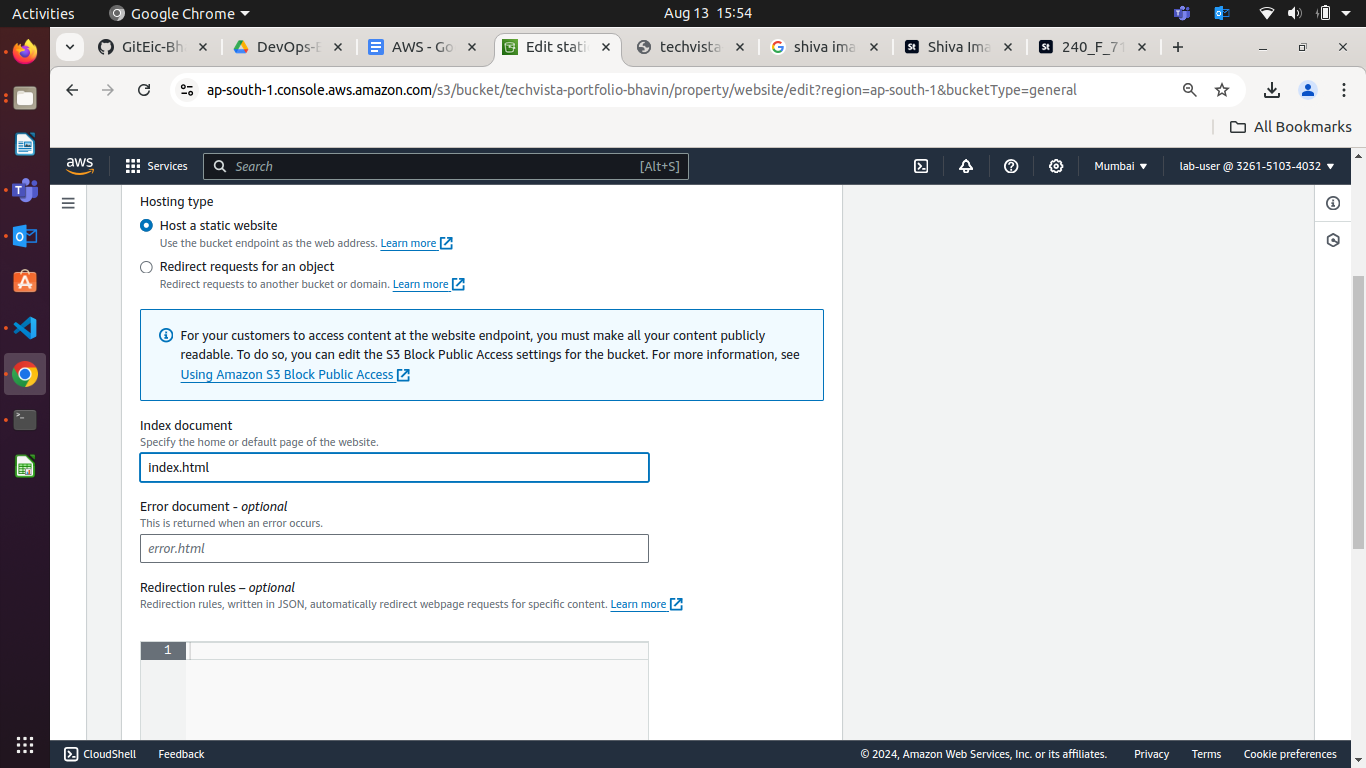 Activities
Google Chrome
Aug 13 15:54
GitEic-Bh
DevOps-E
AWS - Go
Edit stati
techvista
shiva ima
St
Shiva Ima
St
240_F_71
ap-south-1.console.aws.amazon.com/s3/bucket/techvista-portfolio-bhavin/property/website/edit?region=ap-south-1&bucketType=general
All Bookmarks
aws
Services
Search
[Alt+S]
Mumbai
lab-user @ 3261-5103-4032
Hosting type
Host a static website
Use the bucket endpoint as the web address. Learn more
Redirect requests for an object
Redirect requests to another bucket or domain. Learn more
For your customers to access content at the website endpoint, you must make all your content publicly
readable. To do so, you can edit the S3 Block Public Access settings for the bucket. For more information, see
Using Amazon S3 Block Public Access
Index document
Specify the home or default page of the website.
index.html
Error document - optional
This is returned when an error occurs.
error.html
Redirection rules – optional
Redirection rules, written in JSON, automatically redirect webpage requests for specific content. Learn more
1
CloudShell
Feedback
© 2024, Amazon Web Services, Inc. or its affiliates.
Privacy
Terms
Cookie preferences